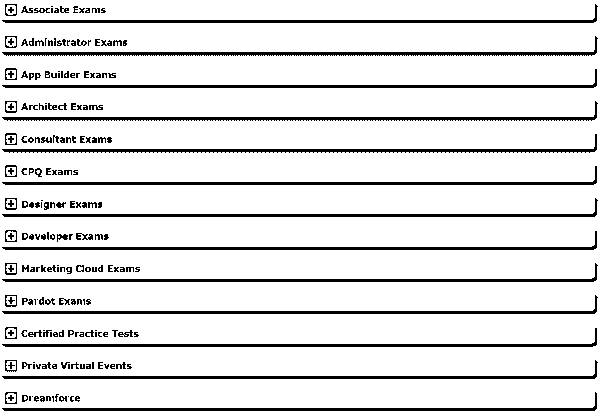 Associate Exams
Administrator Exams
App Builder Exams
Architect Exams
Consultant Exams
CPQ Exams
Designer Exams
Developer Exams
Marketing Cloud Exams
Pardot Exams
Certified Practice Tests
Private Virtual Events
Dreamforce